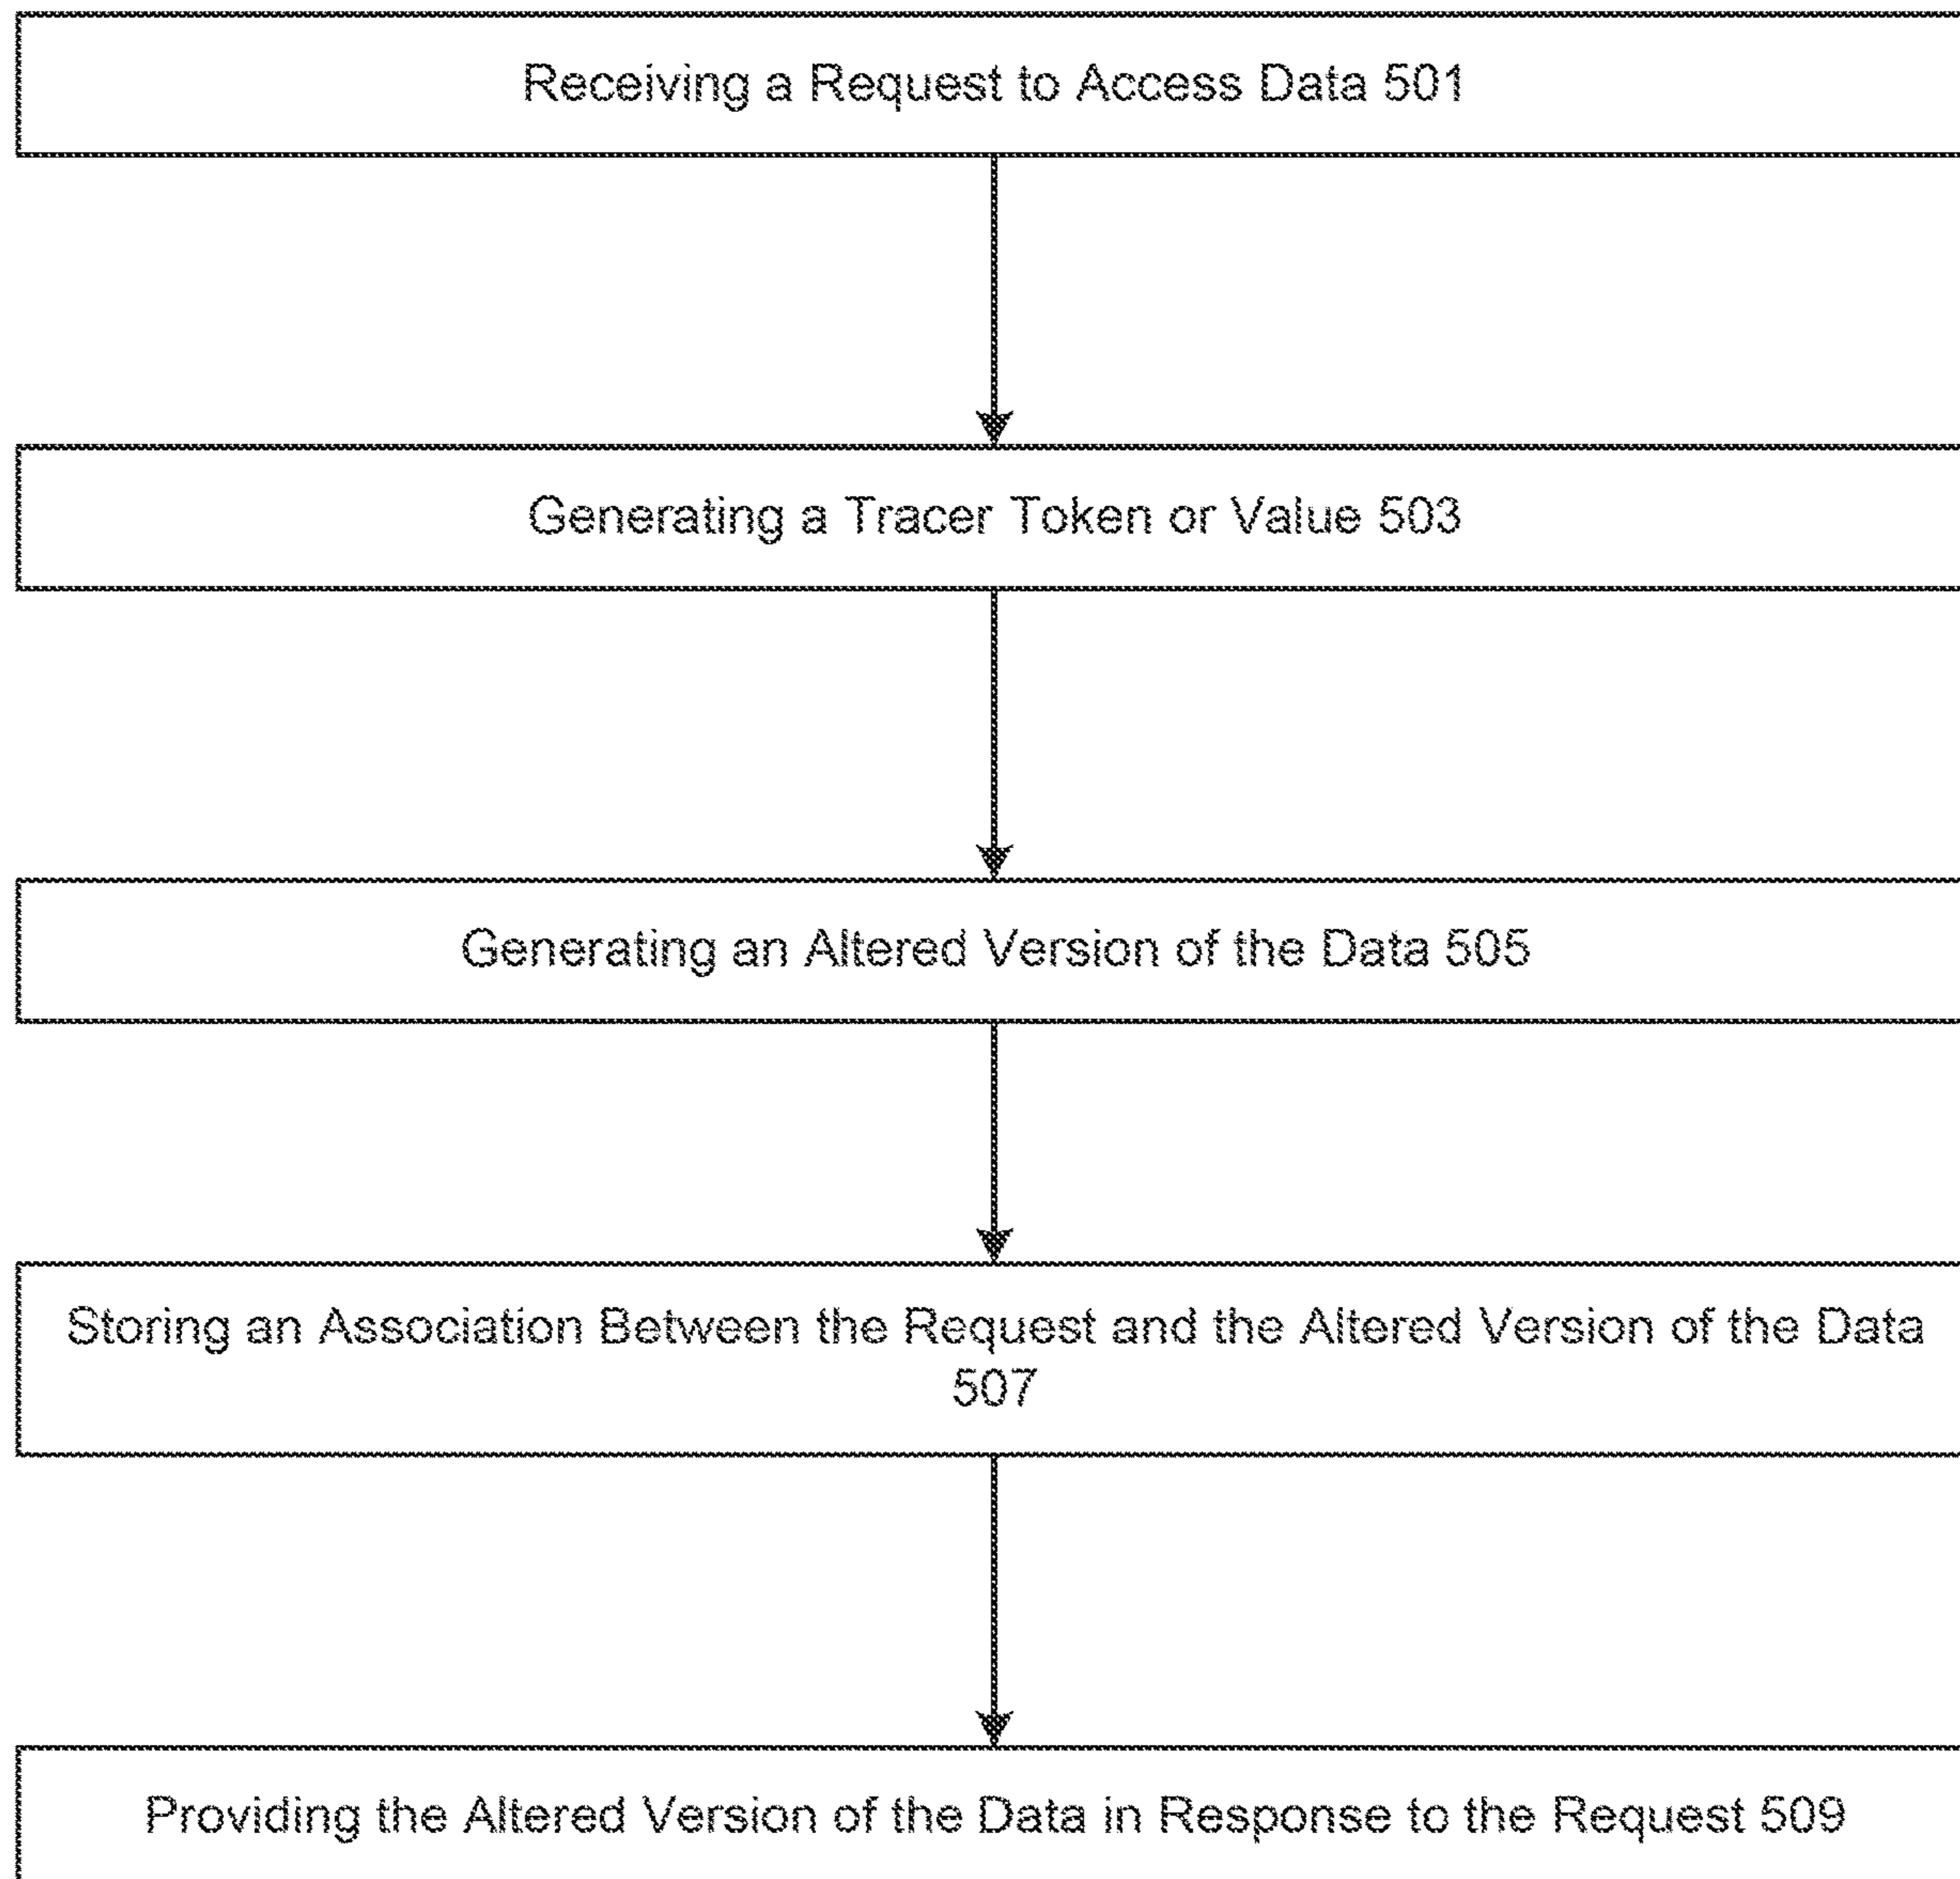 Receiving a Request to Access Data 501
Generating a Tracer Token or Value 503
Generating an Altered Version of the Data 505
Storing an Association Between the Request and the Altered Version of the Data
507
Providing the Altered Version of the Data in Response to the Request 509